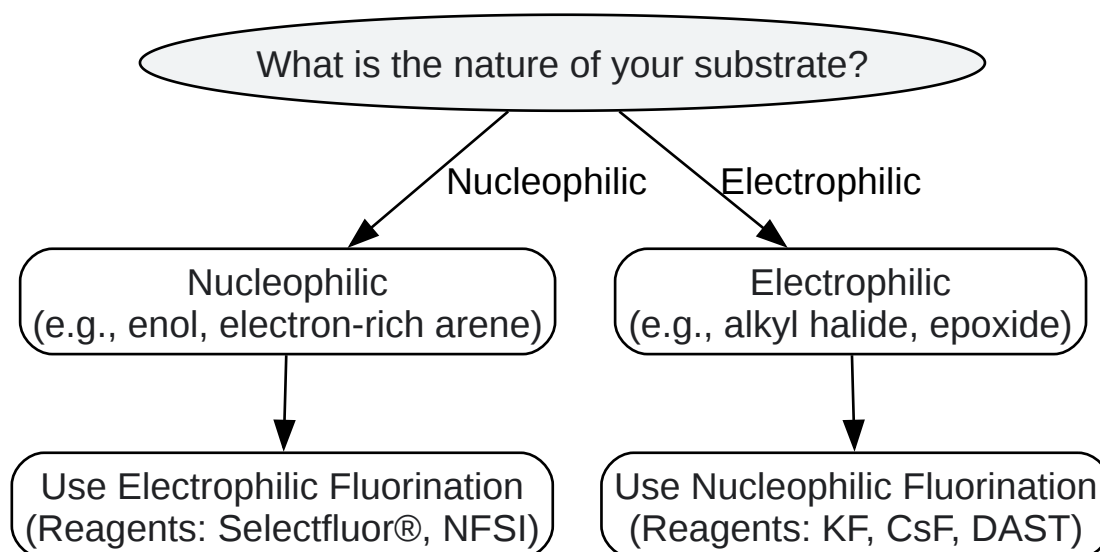 What is the nature of your substrate?
Nucleophilic
Electrophilic
Nucleophilic
(e.g., enol, electron-rich arene)
Electrophilic
(e.g., alkyl halide, epoxide)
Use Electrophilic Fluorination
(Reagents: Selectfluor®, NFSI)
Use Nucleophilic Fluorination
(Reagents: KF, CsF, DAST)